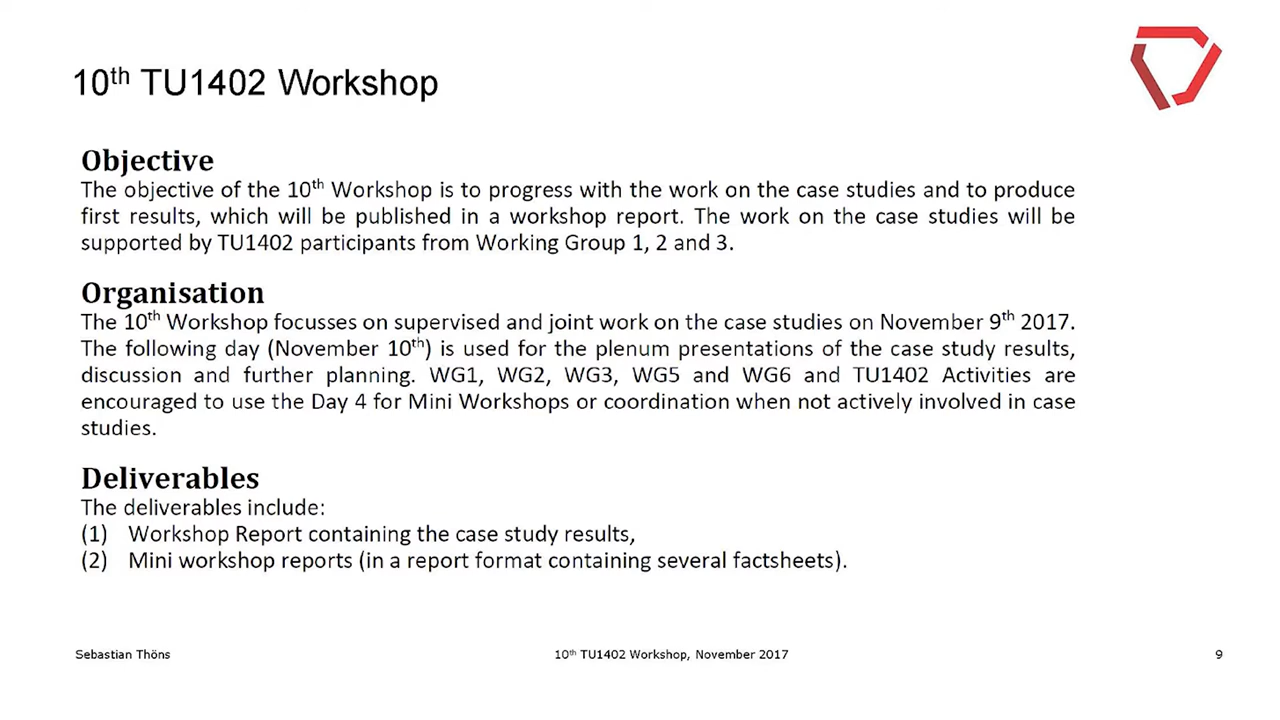 10th TU1402 Workshop
Objective
The objective of the 10th Workshop is to progress with the work on the case studies and to produce
first results, which will be published in a workshop report. The work on the case studies will be
supported by TU1402 participants from Working Group 1, 2 and 3.
Organisation
The 10th Workshop focusses on supervised and joint work on the case studies on November 9th 2017.
The following day (November 10th) is used for the plenum presentations of the case study results,
discussion and further planning. WG1, WG2, WG3, WG5 and WG6 and TU1402 Activities are
encouraged to use the Day 4 for Mini Workshops or coordination when not actively involved in case
studies.
Deliverables
The deliverables include:
(1) Workshop Report containing the case study results,
(2) Mini workshop reports (in a report format containing several factsheets).
Sebastian Thöns
10th TU1402 Workshop, November 2017
9